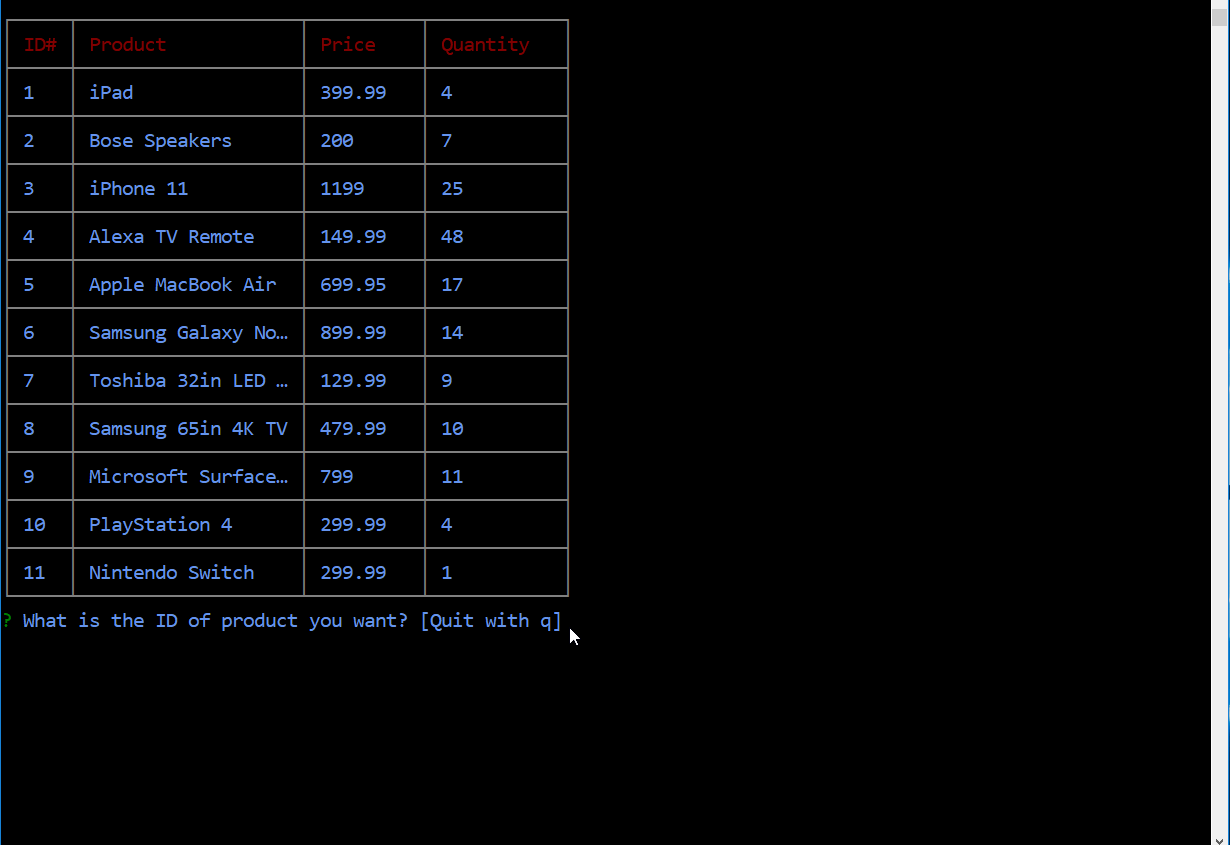 ID# Product Price Quantity
1 iPad 399.99 4
2 Bose Speakers 200 7
3 iPhone 11 1199 25
4 Alexa TV Remote 149.99 48
5 Apple MacBook Air 699.95 17
6 Samsung Galaxy No… 899.99 14
7 Toshiba 32in LED … 129.99 9
8 Samsung 65in 4K TV 479.99 10
9 Microsoft Surface… 799 11
10 PlayStation 4 299.99 4
11 Nintendo Switch 299.99 1
? What is the ID of product you want? [Quit with q]